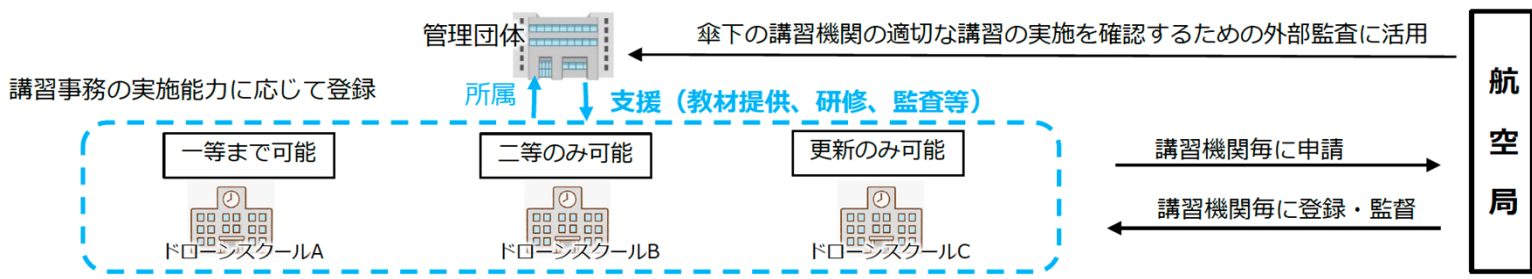 管理団体
傘下の講習機関の適切な講習の実施を確認するための外部監査に活用
講習事務の実施能力に応じて登録
所属
支援（教材提供、研修、監査等）
一等まで可能
二等のみ可能
更新のみ可能
ドローンスクールA
ドローンスクールB
ドローンスクールC
講習機関毎に申請
講習機関毎に登録・監督
航空局